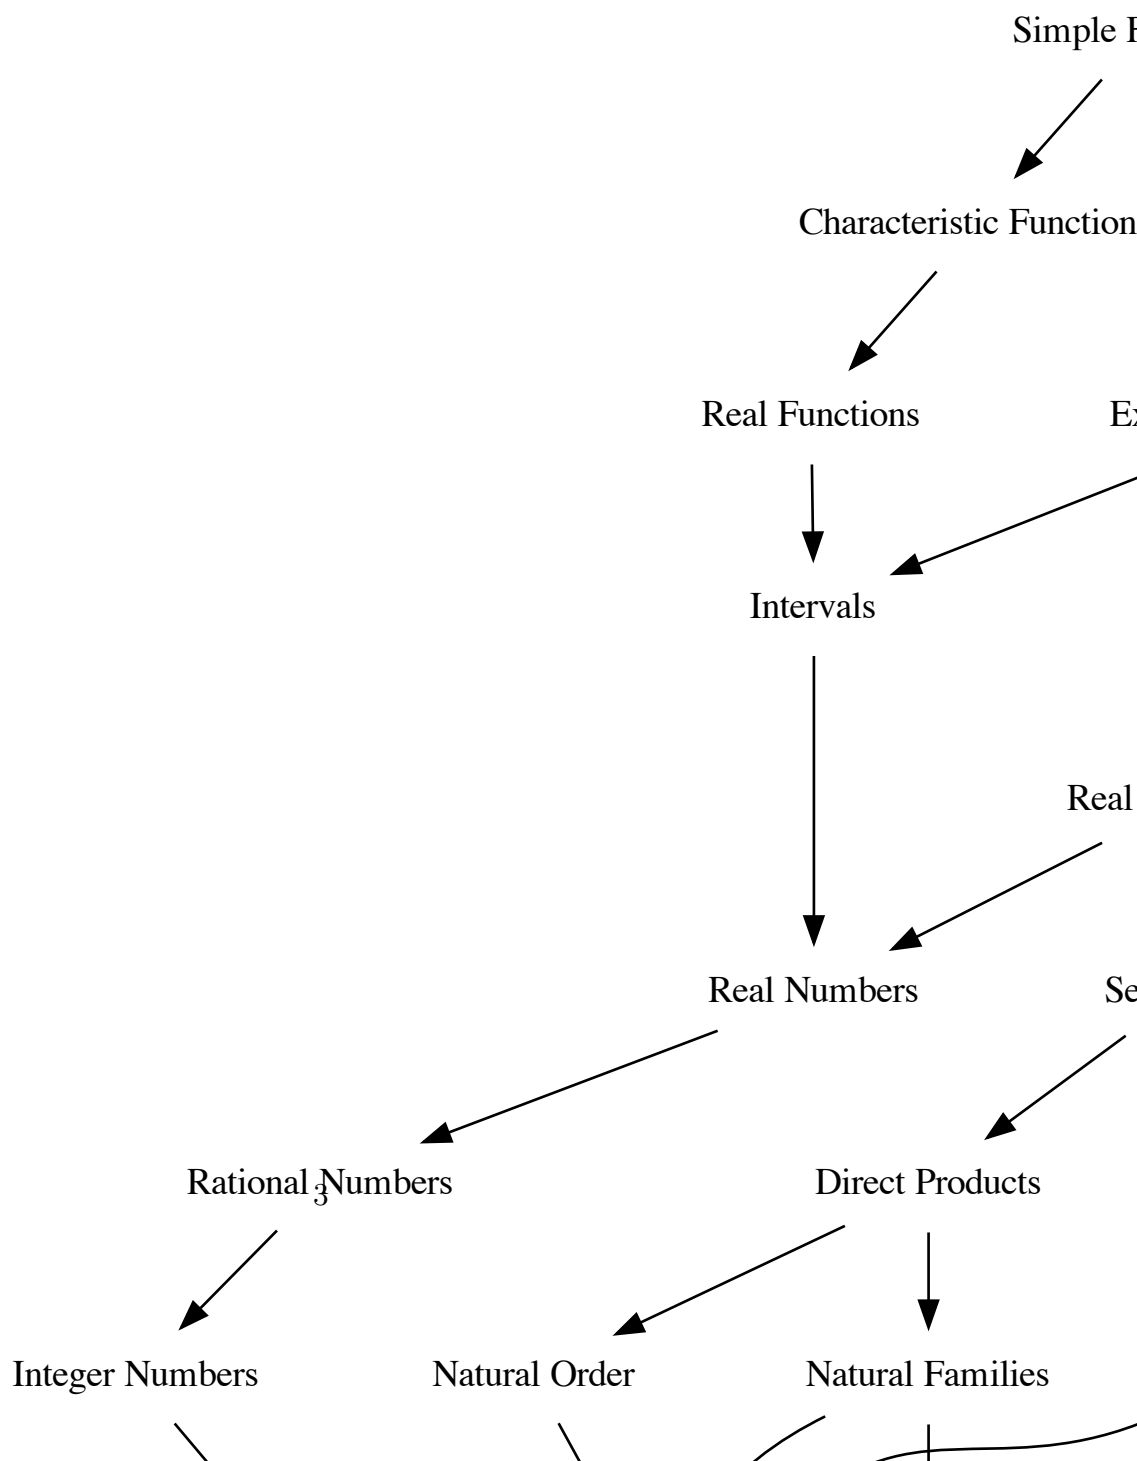 Simple
Characteristic Function
Real Functions
Intervals
Real
Real Numbers
Rational Numbers
3
Direct Products
Integer Numbers
Natural Order
Natural Families